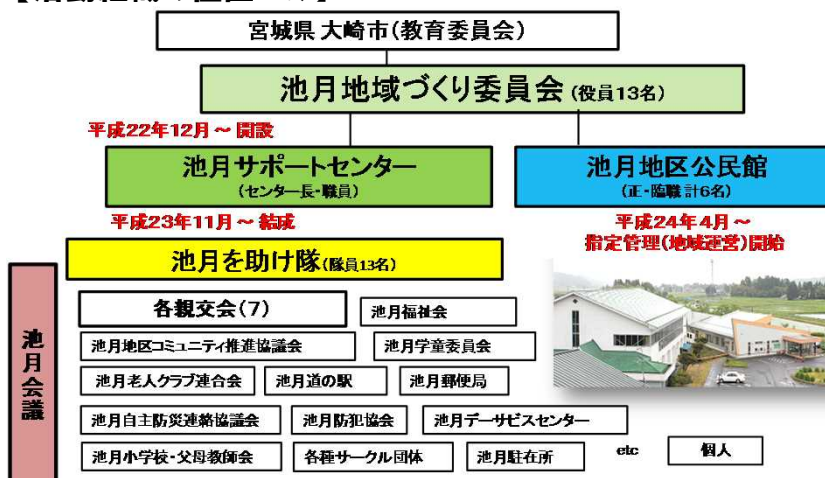 宮城県 大崎市(教育委員会)
池月地域づくり委員会(役員13名)
平成22年12月~開設
池月サポートセンター
(センター長・職員)
池月地区公民館
(正・臨職 計6名)
平成23年11月~結成
平成24年4月~
指定管理(地域運営)開始
池月を助け隊(隊員13名)
池月会議
各親交会(7)
池月福祉会
池月地区コミュニティ推進協議会
池月学童委員会
池月老人クラブ連合会
池月道の駅
池月郵便局
池月自主防災連絡協議会
池月防犯協会
池月デーサビスセンター
池月小学校・父母教師会
各種サークル団体
池月駐在所
etc
個人